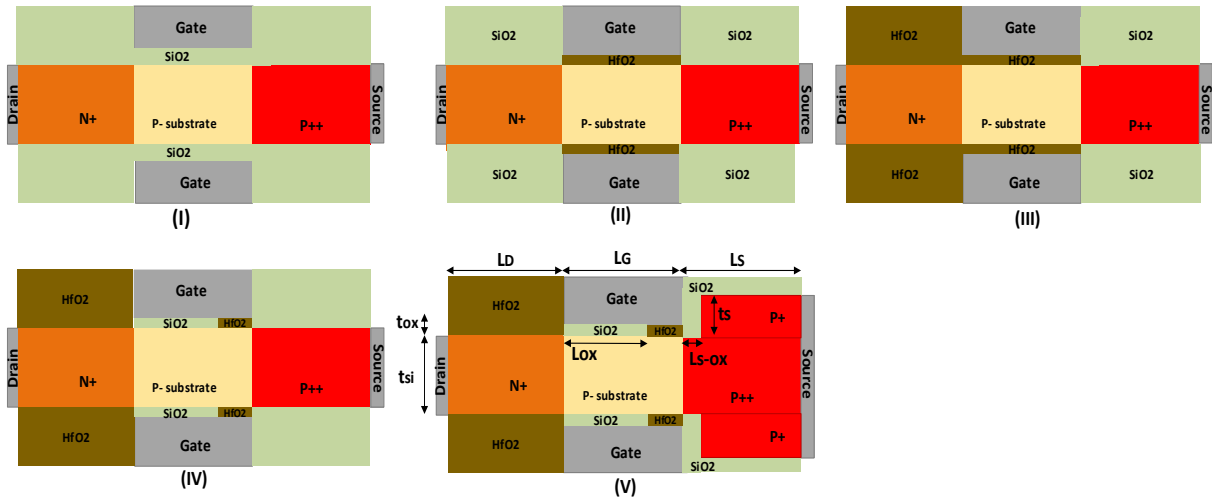 Gate
SiO2
Drain
N+
P- substrate
P++
Source
SiO2
Gate
(I)
SiO2
Gate
SiO2
HfO2
N+
P- substrate
P++
HfO2
SiO2
Gate
SiO2
(II)
HfO2
Gate
SiO2
HfO2
Drain
N+
P- substrate
P++
Source
HfO2
HfO2
Gate
SiO2
(III)
HfO2
Gate
SiO2
HfO2
Drain
N+
P- substrate
P++
Source
SiO2
HfO2
HfO2
Gate
(IV)
LD
LG
LS
HfO2
Gate
SiO2
tox
SiO2
HfO2
ts
P+
Lox
Ls-ox
tsi
Drain
N+
P- substrate
P++
Source
SiO2
HfO2
HfO2
Gate
P+
SiO2
(V)